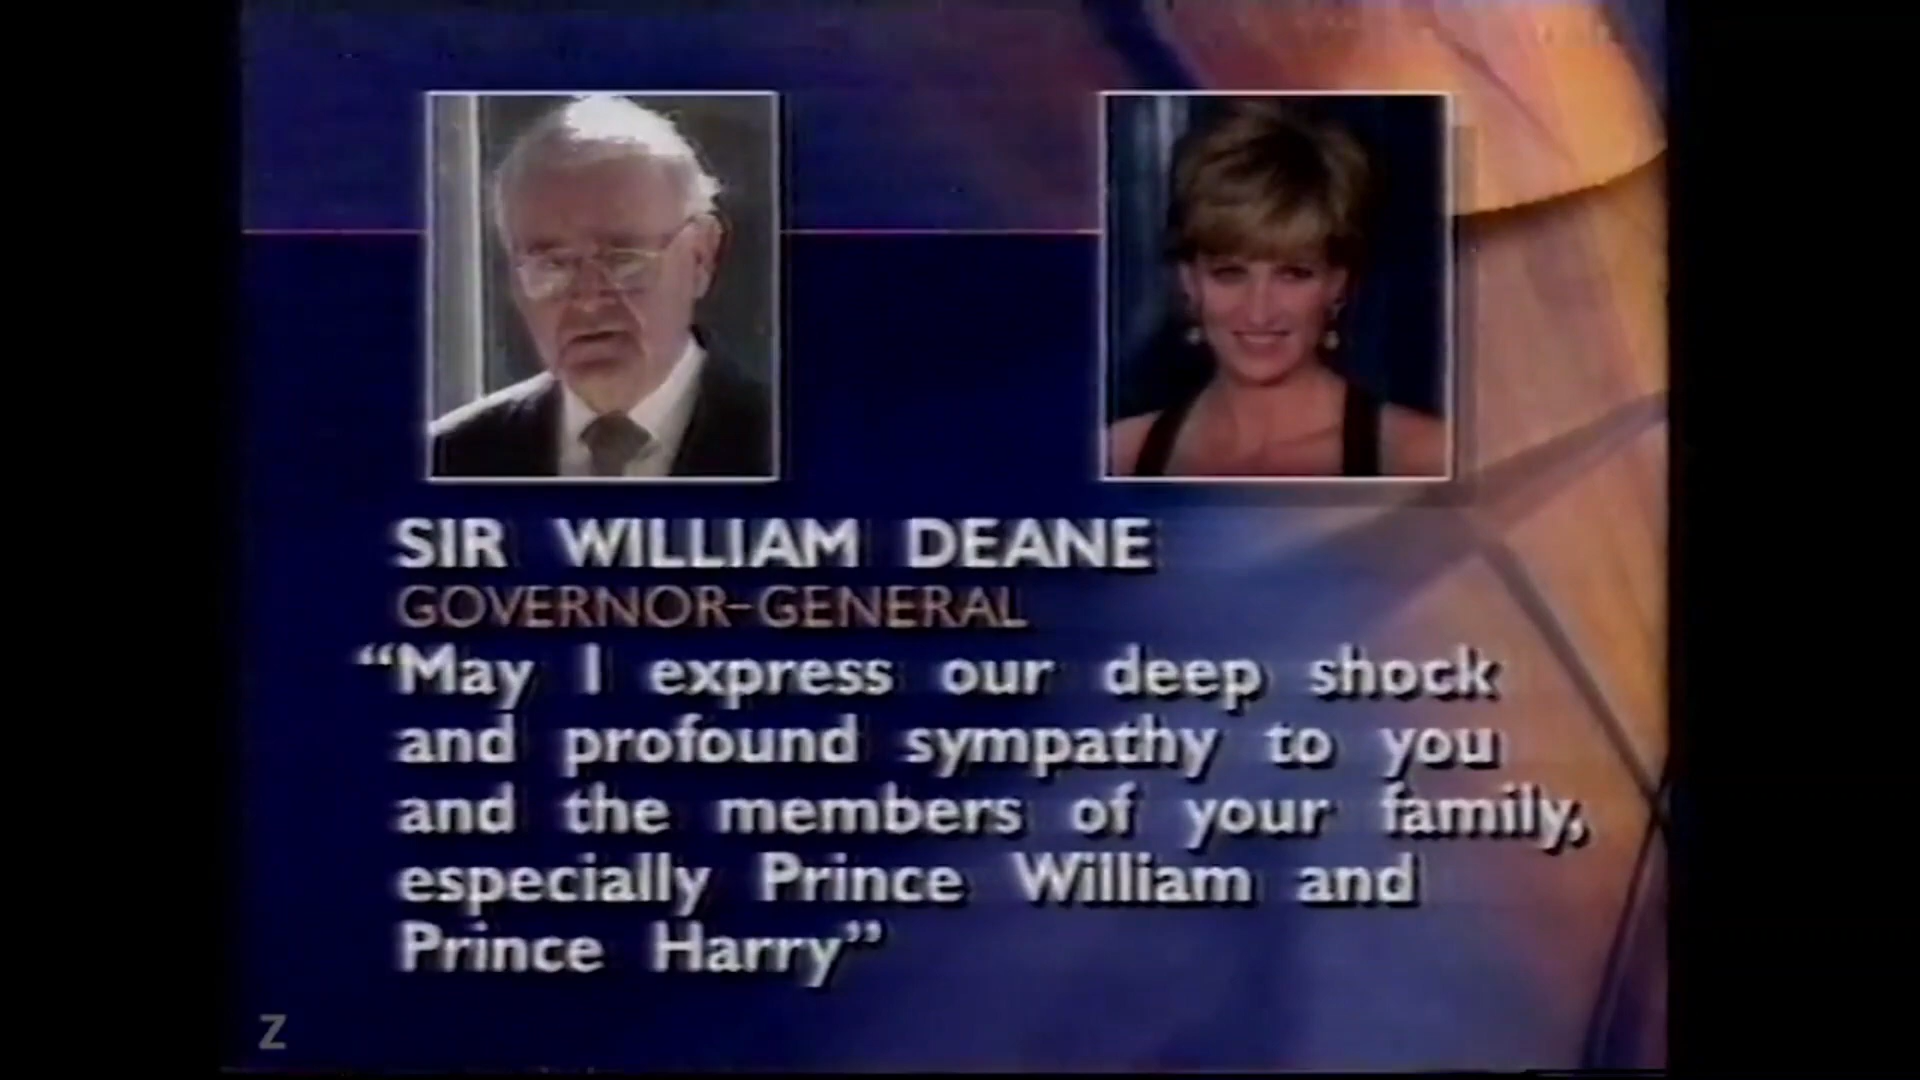 SIR WILLIAM DEANE
GOVERNOR-GENERAL
“May I express our deep shock
and profound sympathy to you
and the members of your family,
especially Prince William and
Prince Harry”
Z